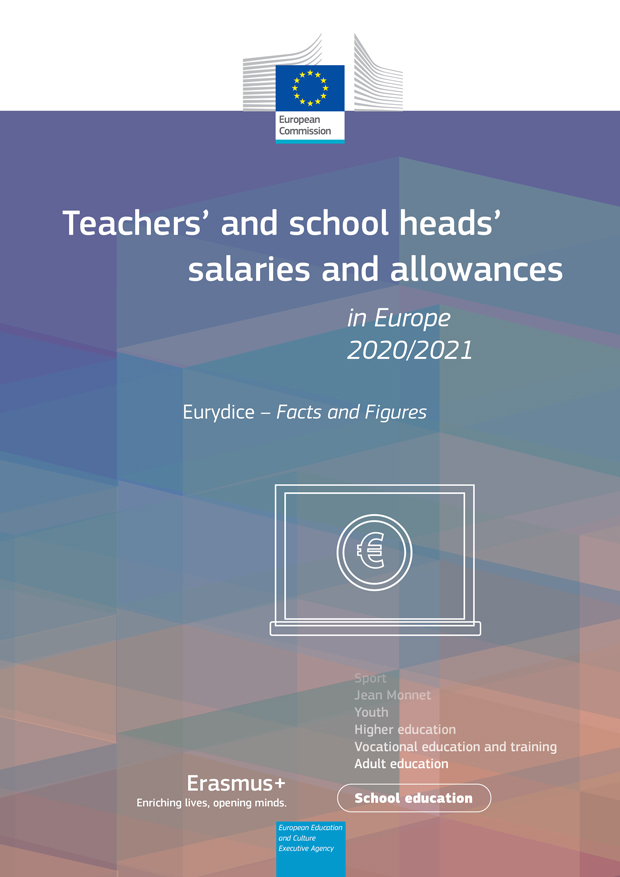 European
Commission
Teachers’ and school heads’
salaries and allowances
in Europe
2020/2021
Eurydice – Facts and Figures
€
Sport
Jean Monnet
Youth
Higher education
Vocational education and training
Adult education
School education
Erasmus+
Enriching lives, opening minds.
European Education
and Culture
Executive Agency